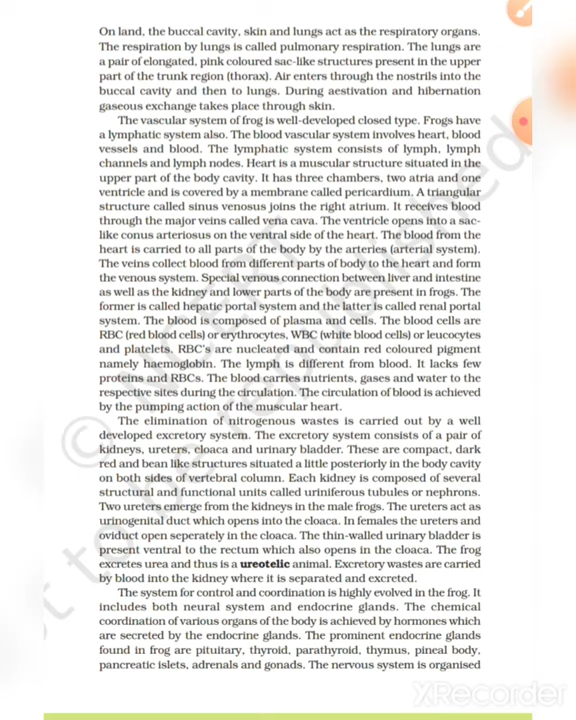 On land, the buccal cavity, skin and lungs act as the respiratory organs.
The respiration by lungs is called pulmonary respiration. The lungs are
a pair of elongated, pink coloured sac-like structures present in the upper
part of the trunk region (thorax). Air enters through the nostrils into the
buccal cavity and then to lungs. During aestivation and hibernation
gaseous exchange takes place through skin.
The vascular system of frog is well-developed closed type. Frogs have
a lymphatic system also. The blood vascular system involves heart, blood
vessels and blood. The lymphatic system consists of lymph, lymph
channels and lymph nodes. Heart is a muscular structure situated in the
upper part of the body cavity. It has three chambers, two atria and one
ventricle and is covered by a membrane called pericardium. A triangular
structure called sinus venosus joins the right atrium. It receives blood
through the major veins called vena cava. The ventricle opens into a sac-
like conus arteriosus on the ventral side of the heart. The blood from the
heart is carried to all parts of the body by the arteries (arterial system).
The veins collect blood from different parts of body to the heart and form
the venous system. Special venous connection between liver and intestine
as well as the kidney and lower parts of the body are present in frogs. The
former is called hepatic portal system and the latter is called renal portal
system. The blood is composed of plasma and cells. The blood cells are
RBC (red blood cells) or erythrocytes, WBC (white blood cells) or leucocytes
and platelets. RBC's are nucleated and contain red coloured pigment
namely haemoglobin. The lymph is different from blood. It lacks few
proteins and RBCs. The blood carries nutrients, gases and water to the
respective sites during the circulation. The circulation of blood is achieved
by the pumping action of the muscular heart.
The elimination of nitrogenous wastes is carried out by a well
developed excretory system. The excretory system consists of a pair of
kidneys, ureters, cloaca and urinary bladder. These are compact, dark
red and bean like structures situated a little posteriorly in the body cavity
on both sides of vertebral column. Each kidney is composed of several
structural and functional units called uriniferous tubules or nephrons.
Two ureters emerge from the kidneys in the male frogs. The ureters act as
urinogenital duct which opens into the cloaca. In females the ureters and
oviduct open seperately in the cloaca. The thin-walled urinary bladder is
present ventral to the rectum which also opens in the cloaca. The frog
excretes urea and thus is a ureotelic animal. Excretory wastes are carried
by blood into the kidney where it is separated and excreted.
The system for control and coordination is highly evolved in the frog. It
includes both neural system and endocrine glands. The chemical
coordination of various organs of the body is achieved by hormones which
are secreted by the endocrine glands. The prominent endocrine glands
found in frog are pituitary, thyroid, parathyroid, thymus, pineal body,
pancreatic islets, adrenals and gonads. The nervous system is organised
© NCERT
not to be republished
XRecorder